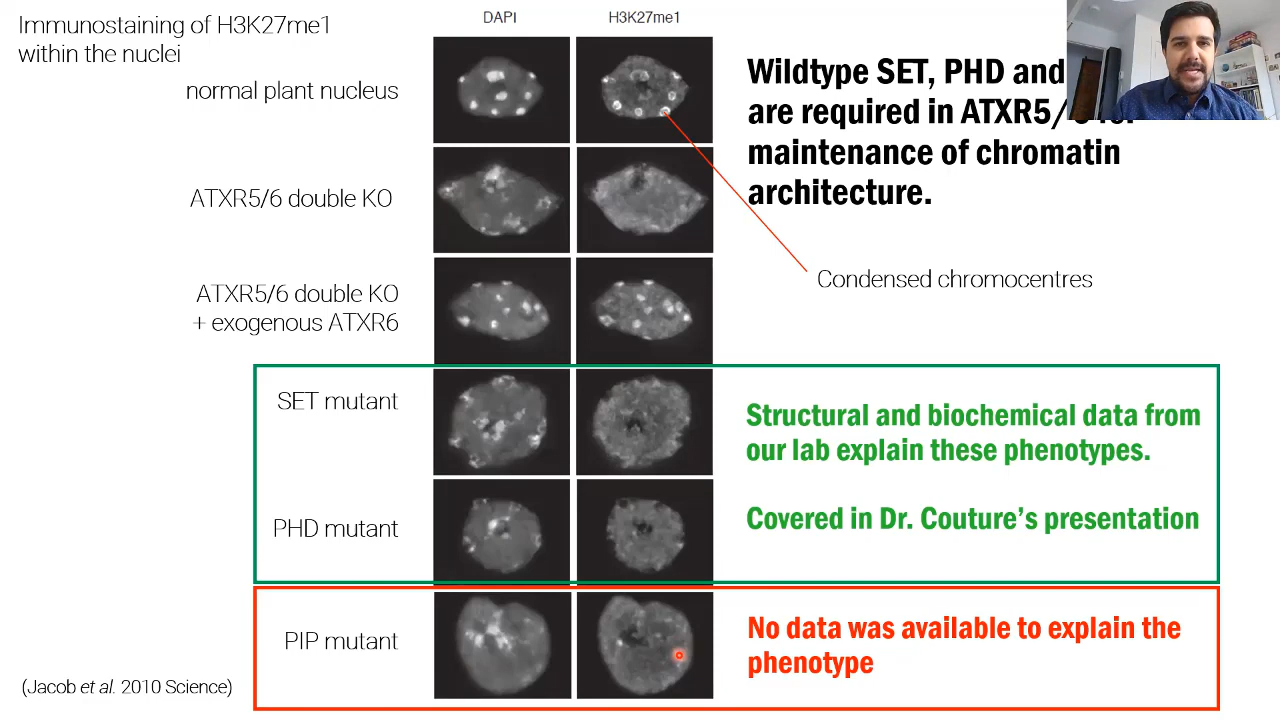 Immunostaining of H3K27me1
within the nuclei
DAPI
H3K27me1
normal plant nucleus
ATXR5/6 double KO
ATXR5/6 double KO
+ exogenous ATXR6
SET mutant
PHD mutant
PIP mutant
(Jacob et al. 2010 Science)
Wildtype SET, PHD and
are required in ATXR5/
maintenance of chromatin
architecture.
Condensed chromocentres
Structural and biochemical data from
our lab explain these phenotypes.
Covered in Dr. Couture’s presentation
No data was available to explain the
phenotype